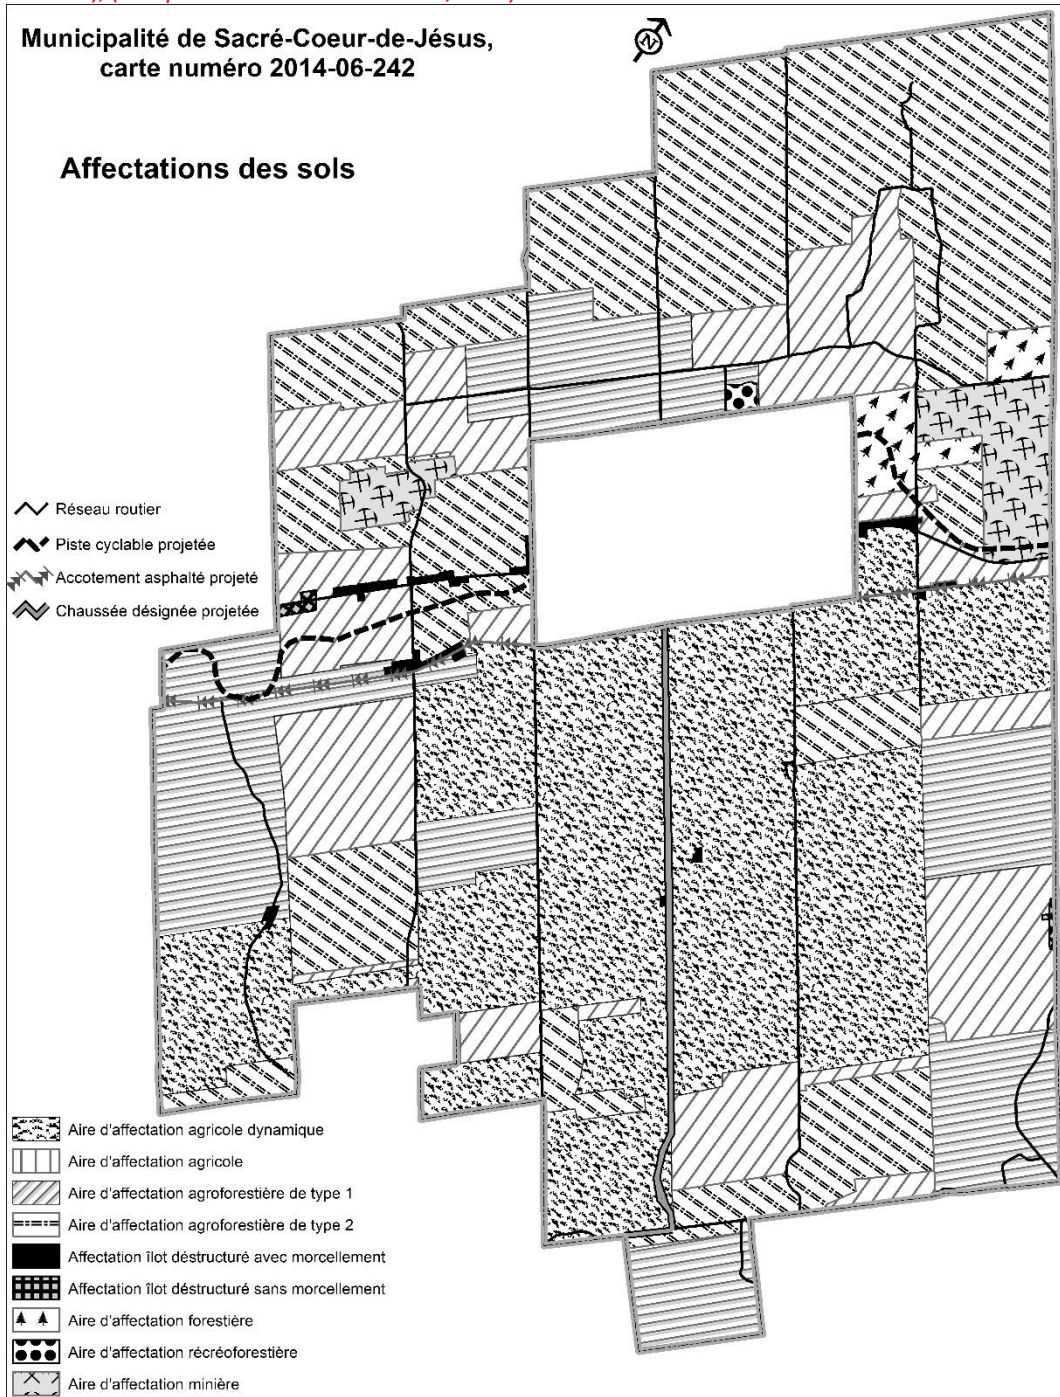 Municipalité de Sacré-Coeur-de-Jésus,
carte numéro 2014-06-242
N
Affectations des sols
Réseau routier
Piste cyclable projetée
Accotement asphalté projeté
Chaussée désignée projetée
Aire d'affectation agricole dynamique
Aire d'affectation agricole
Aire d'affectation agroforestière de type 1
Aire d'affectation agroforestière de type 2
Affectation îlot déstructuré avec morcellement
Affectation îlot déstructuré sans morcellement
Aire d'affectation forestière
Aire d'affectation récréoforestière
Aire d'affectation minière